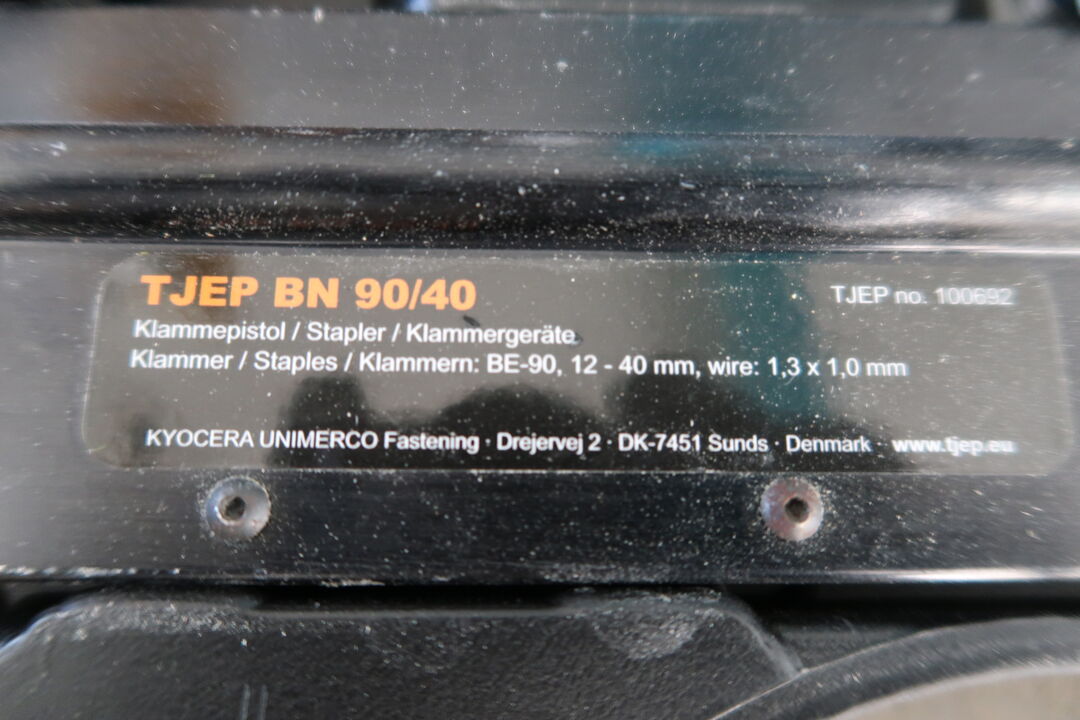 TJEP BN 90/40
TJEP no. 100692
Klammepistol / Stapler / Klammergeräte
Klammer / Staples / Klammern: BE-90, 12 - 40 mm, wire: 1,3 x 1,0 mm
KYOCERA UNIMERCO Fastening · Drejervej 2 · DK-7451 Sunds · Denmark · www.tjep.eu